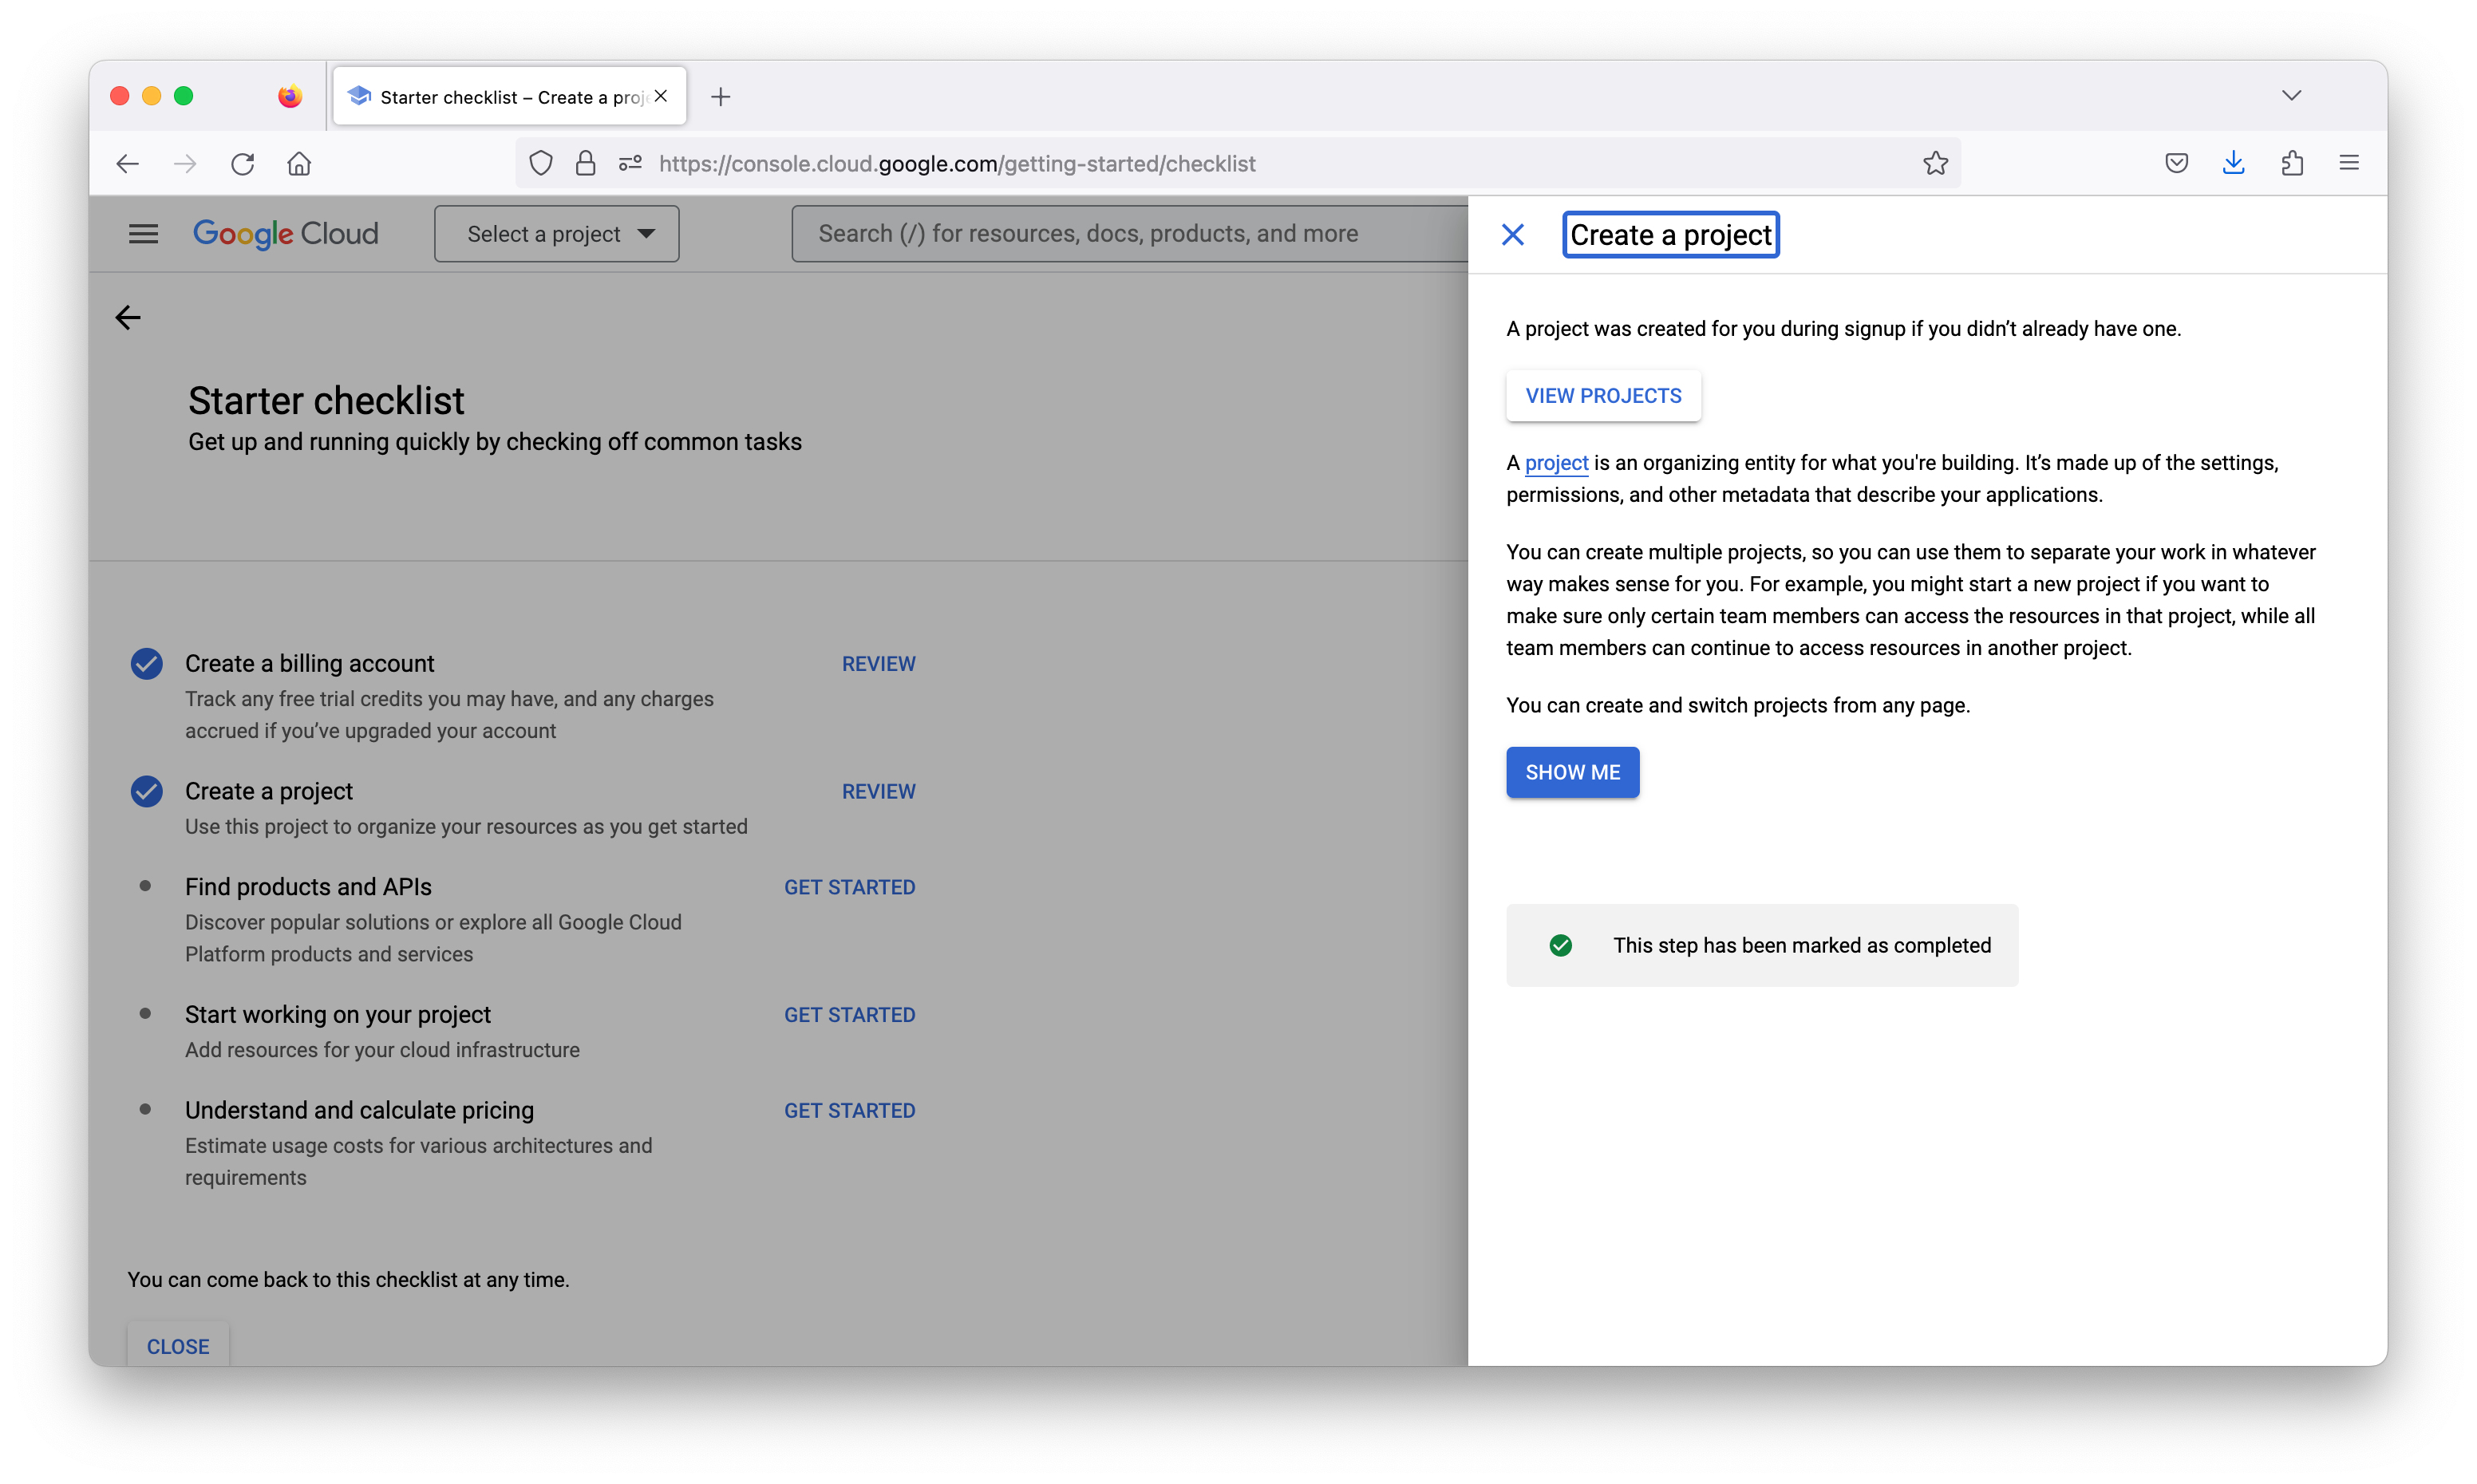 Starter checklist – Create a proj
https://console.cloud.google.com/getting-started/checklist
Google Cloud
Select a project
Search (/) for resources, docs, products, and more
Starter checklist
Get up and running quickly by checking off common tasks
Create a billing account
REVIEW
Track any free trial credits you may have, and any charges
accrued if you’ve upgraded your account
Create a project
REVIEW
Use this project to organize your resources as you get started
Find products and APIs
GET STARTED
Discover popular solutions or explore all Google Cloud
Platform products and services
Start working on your project
GET STARTED
Add resources for your cloud infrastructure
Understand and calculate pricing
GET STARTED
Estimate usage costs for various architectures and
requirements
You can come back to this checklist at any time.
CLOSE
Create a project
A project was created for you during signup if you didn’t already have one.
VIEW PROJECTS
A project is an organizing entity for what you're building. It’s made up of the settings,
permissions, and other metadata that describe your applications.
You can create multiple projects, so you can use them to separate your work in whatever
way makes sense for you. For example, you might start a new project if you want to
make sure only certain team members can access the resources in that project, while all
team members can continue to access resources in another project.
You can create and switch projects from any page.
SHOW ME
This step has been marked as completed